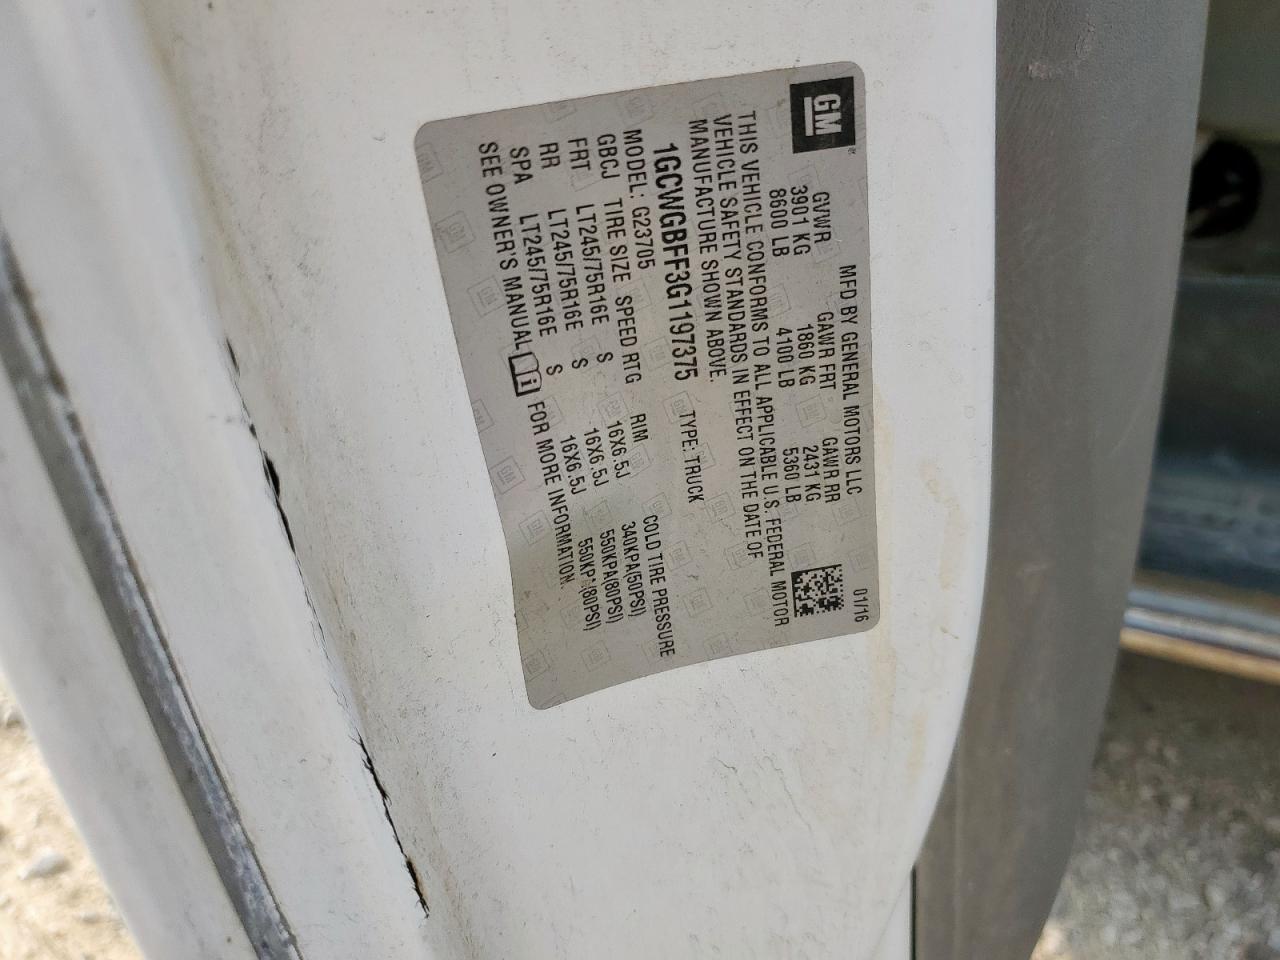 GM
MFD BY GENERAL MOTORS LLC 01/16
GVWR GAWR FRT GAWR RR
3901 KG 1860 KG 2431 KG
8600 LB 4100 LB 5360 LB
THIS VEHICLE CONFORMS TO ALL APPLICABLE U.S. FEDERAL MOTOR
VEHICLE SAFETY STANDARDS IN EFFECT ON THE DATE OF
MANUFACTURE SHOWN ABOVE.
1GCWGBFF3G1197375 TYPE: TRUCK
MODEL: G23705
GBCJ TIRE SIZE SPEED RTG RIM COLD TIRE PRESSURE
FRT LT245/75R16E S 16X6.5J 340KPA(50PSI)
RR LT245/75R16E S 16X6.5J 550KPA(80PSI)
SPA LT245/75R16E S 16X6.5J 550KPA(80PSI)
SEE OWNER'S MANUAL i FOR MORE INFORMATION.